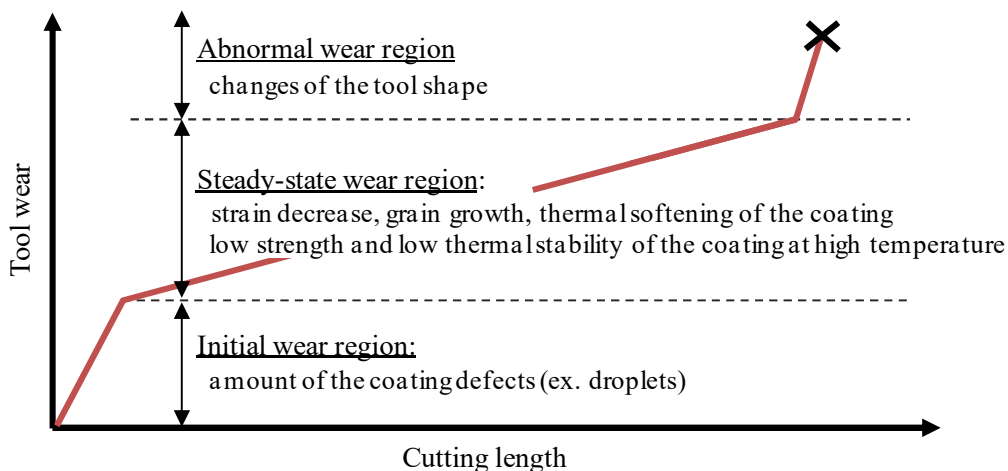 Abnormal wear region
changes of the tool shape
Steady-state wear region:
strain decrease, grain growth, thermal softening of the coating
low strength and low thermal stability of the coating at high temperature
Initial wear region:
amount of the coating defects (ex. droplets)
Tool wear
Cutting length